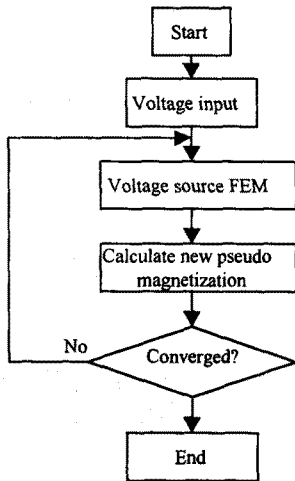 Start
Voltage input
Voltage source FEM
Calculate new pseudo
magnetization
No
Converged?
End